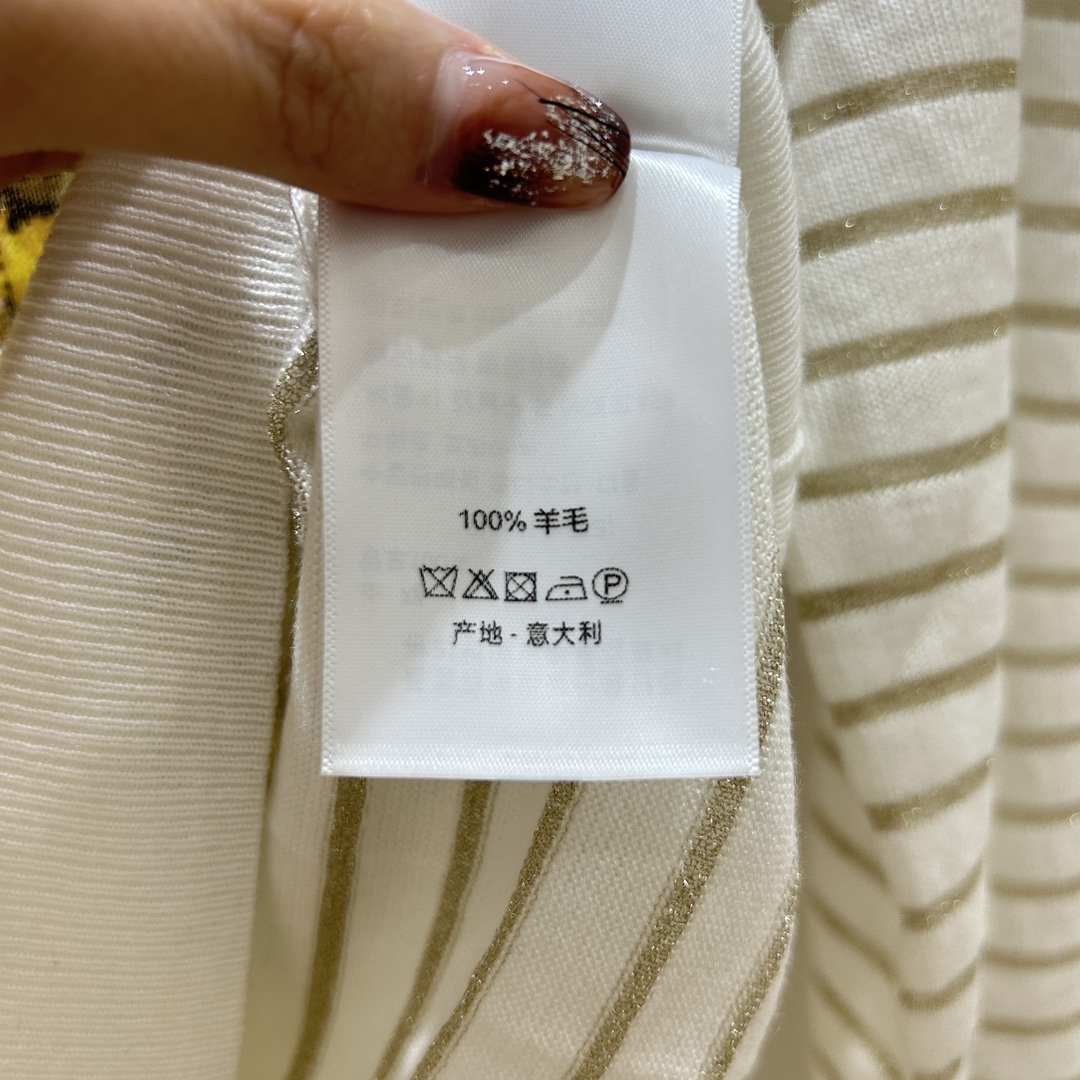 100% 羊毛
P
产地 - 意大利